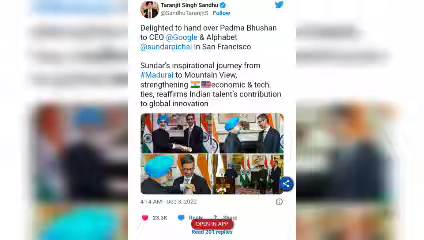 Taranjit Singh Sandhu
@SandhuTaranjitS · Follow
Delighted to hand over Padma Bhushan
to CEO @Google & Alphabet
@sundarpichai in San Francisco
Sundar's inspirational journey from
#Madurai to Mountain View,
strengthening economic & tech.
ties, reaffirms Indian talent's contribution
to global innovation
4:14 AM · Dec 3, 2022
23.3K Reply Share
OPEN IN APP
Read 201 replies